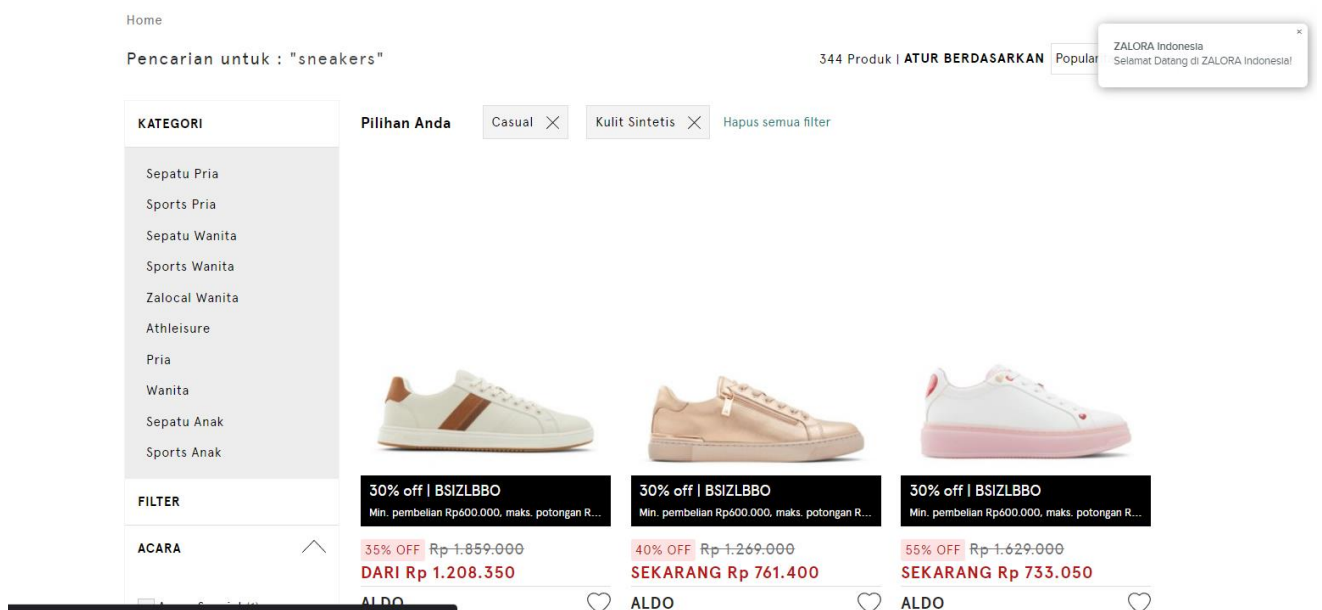 Home
Pencarian untuk : "sneakers"
344 Produk | ATUR BERDASARKAN Popular
ZALORA Indonesia
Selamat Datang di ZALORA Indonesia!
KATEGORI
Sepatu Pria
Sports Pria
Sepatu Wanita
Sports Wanita
Zalocal Wanita
Athleisure
Pria
Wanita
Sepatu Anak
Sports Anak
FILTER
ACARA
Pilihan Anda Casual Kulit Sintetis Hapus semua filter
30% off | BSIZLBBO
Min. pembelian Rp600.000, maks. potongan R...
35% OFF Rp 1.859.000
DARI Rp 1.208.350
ALDO
30% off | BSIZLBBO
Min. pembelian Rp600.000, maks. potongan R...
40% OFF Rp 1.269.000
SEKARANG Rp 761.400
ALDO
30% off | BSIZLBBO
Min. pembelian Rp600.000, maks. potongan R...
55% OFF Rp 1.629.000
SEKARANG Rp 733.050
ALDO